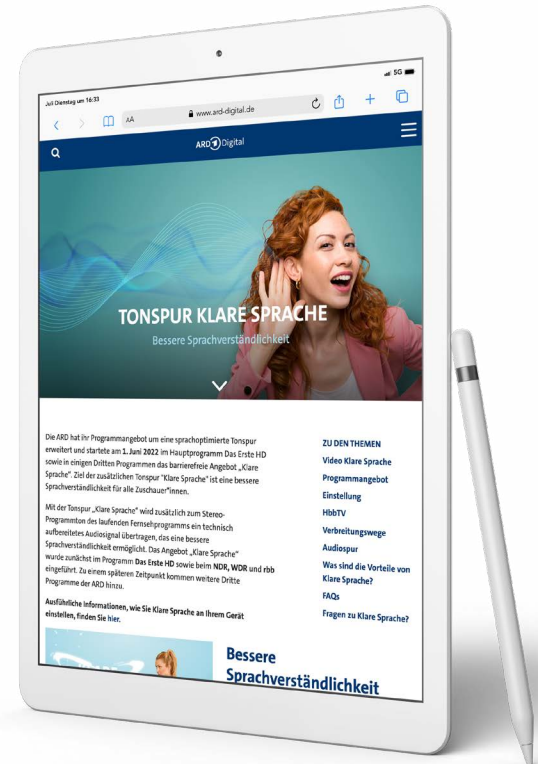 Juli Dienstag um 16:33
5G
AA
www.ard-digital.de
ARD 1 Digital
TONSPUR KLARE SPRACHE
Bessere Sprachverständlichkeit
Die ARD hat ihr Programmangebot um eine sprachoptimierte Tonspur
erweitert und startete am 1. Juni 2022 im Hauptprogramm Das Erste HD
sowie in einigen Dritten Programmen das barrierefreie Angebot „Klare
Sprache". Ziel der zusätzlichen Tonspur "Klare Sprache" ist eine bessere
Sprachverständlichkeit für alle Zuschauer*innen.
Mit der Tonspur „Klare Sprache" wird zusätzlich zum Stereo-
Programmton des laufenden Fernsehprogramms ein technisch
aufbereitetes Audiosignal übertragen, das eine bessere
Sprachverständlichkeit ermöglicht. Das Angebot „Klare Sprache"
wurde zunächst im Programm Das Erste HD sowie beim NDR, WDR und rbb
eingeführt. Zu einem späteren Zeitpunkt kommen weitere Dritte
Programme der ARD hinzu.
Ausführliche Informationen, wie Sie Klare Sprache an Ihrem Gerät
einstellen, finden Sie hier.
ZU DEN THEMEN
Video Klare Sprache
Programmangebot
Einstellung
HbbTV
Verbreitungswege
Audiospur
Was sind die Vorteile von
Klare Sprache?
FAQs
Fragen zu Klare Sprache?
Bessere
Sprachverständlichkeit